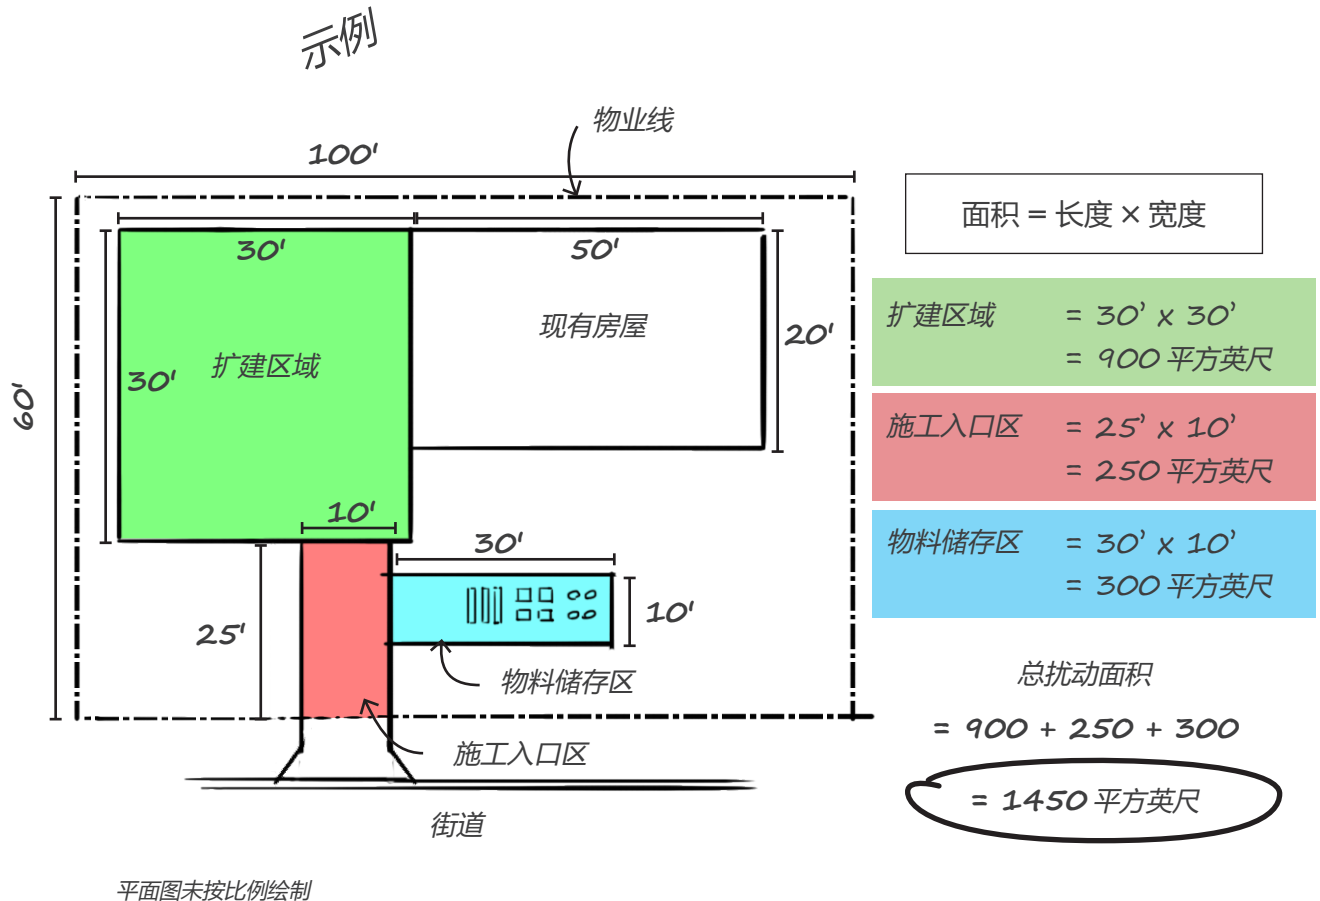 示例
物业线
100'
30'
50'
现有房屋
20'
扩建区域
30'
60'
10'
30'
10'
25'
物料储存区
施工入口区
街道
平面图未按比例绘制
面积 = 长度 × 宽度
扩建区域 = 30’ x 30’
= 900 平方英尺
施工入口区 = 25’ x 10’
= 250 平方英尺
物料储存区 = 30’ x 10’
= 300 平方英尺
总扰动面积
= 900 + 250 + 300
= 1450 平方英尺